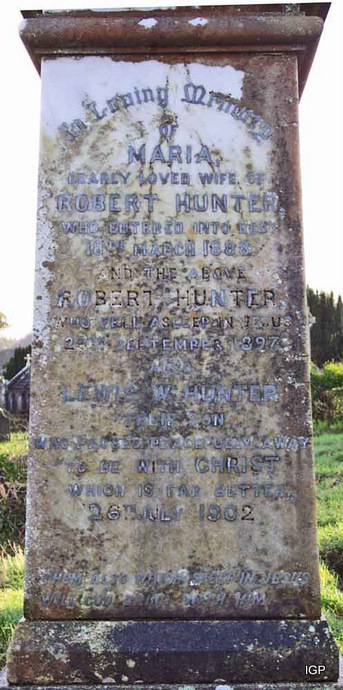 In Loving Memory
OF
MARIA,
DEARLY LOVED WIFE OF
ROBERT HUNTER,
WHO ENTERED INTO REST
MARCH 1888.
AND THE ABOVE
ROBERT HUNTER,
WHO FELL ASLEEP IN JESUS
SEPTEMBER 1897.
ALSO
LEWIS W. HUNTER
THEIR SON
WHO PASSED PEACEFULLY AWAY
TO BE WITH CHRIST
WHICH IS FAR BETTER,
26TH JULY 1902
THEM ALSO WHICH SLEEP IN JESUS
WILL GOD BRING WITH HIM.
IGP